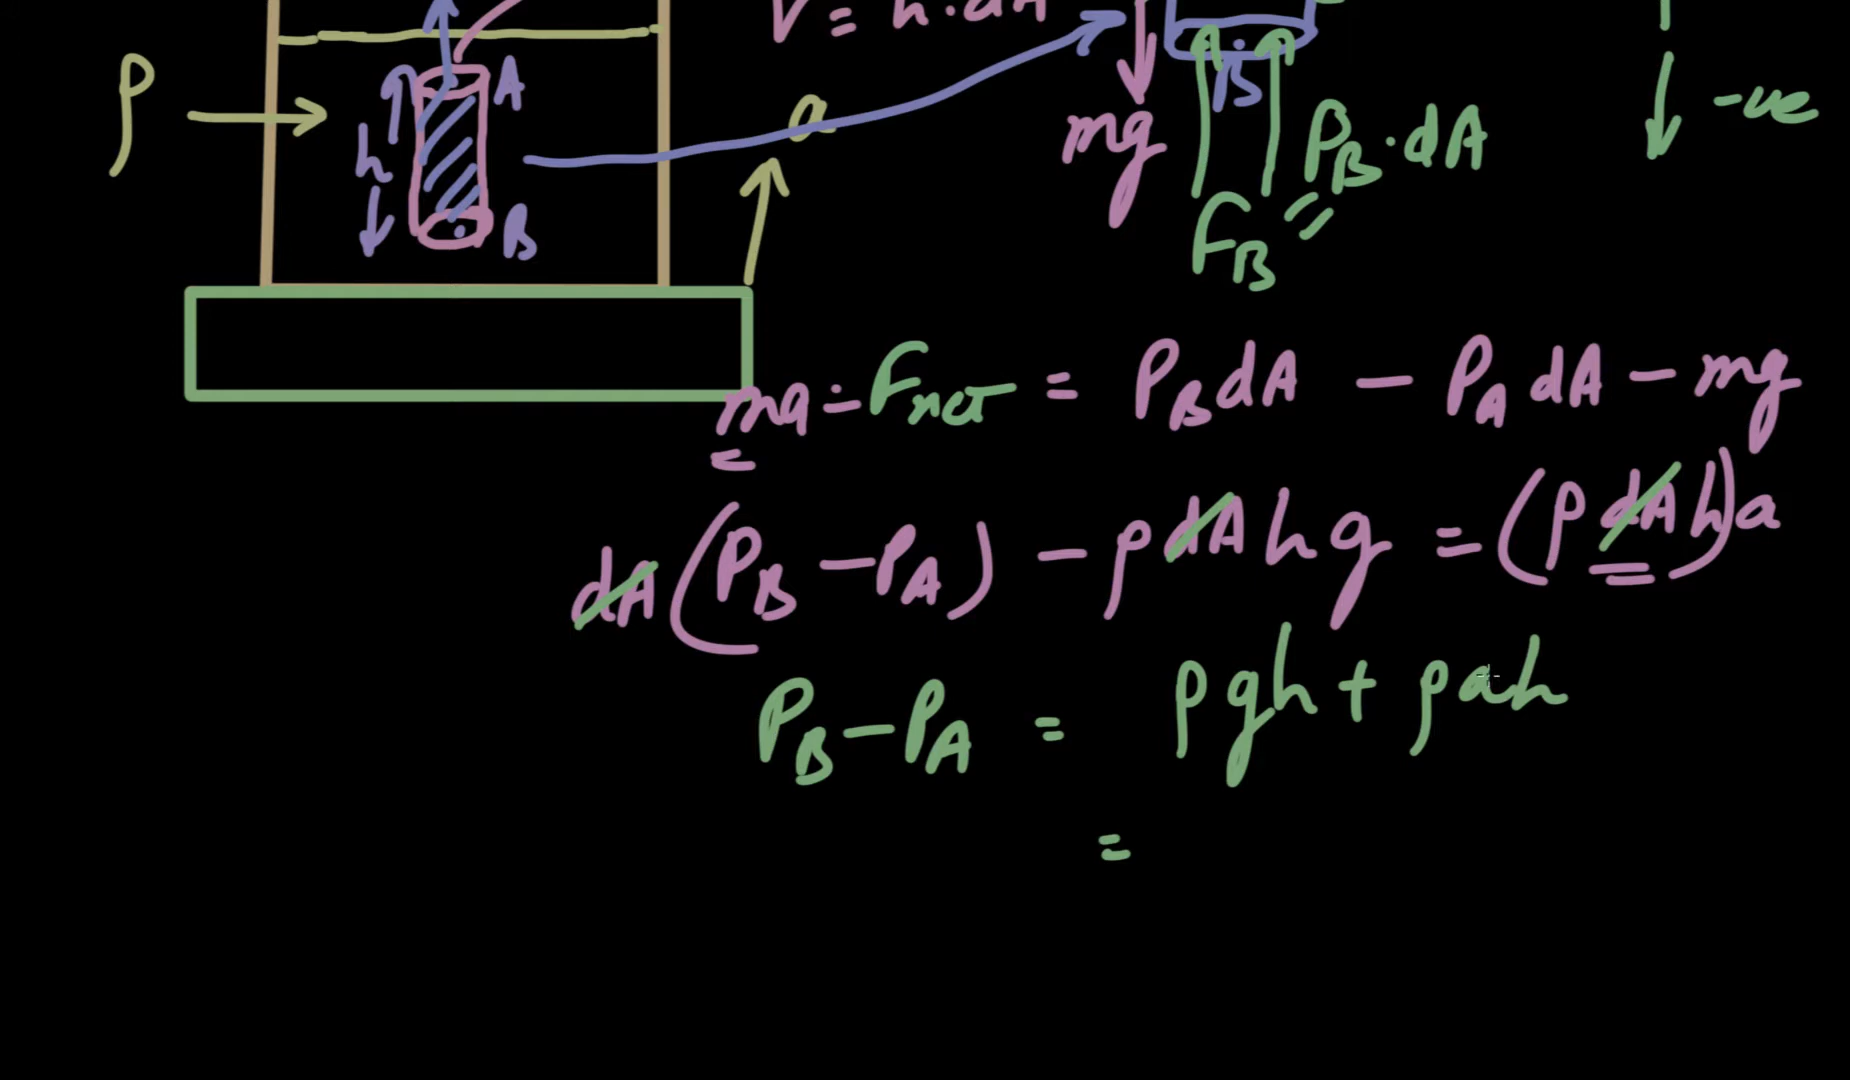 V = h.dA
ρ
A
h
B
a
B
mg
P_B.dA
F_B =
-ve
ma = F_net = P_B dA - P_A dA - mg
dA (P_B - P_A) - ρ dA h g = (ρ dA h) a
P_B - P_A = ρgh + ρah
=